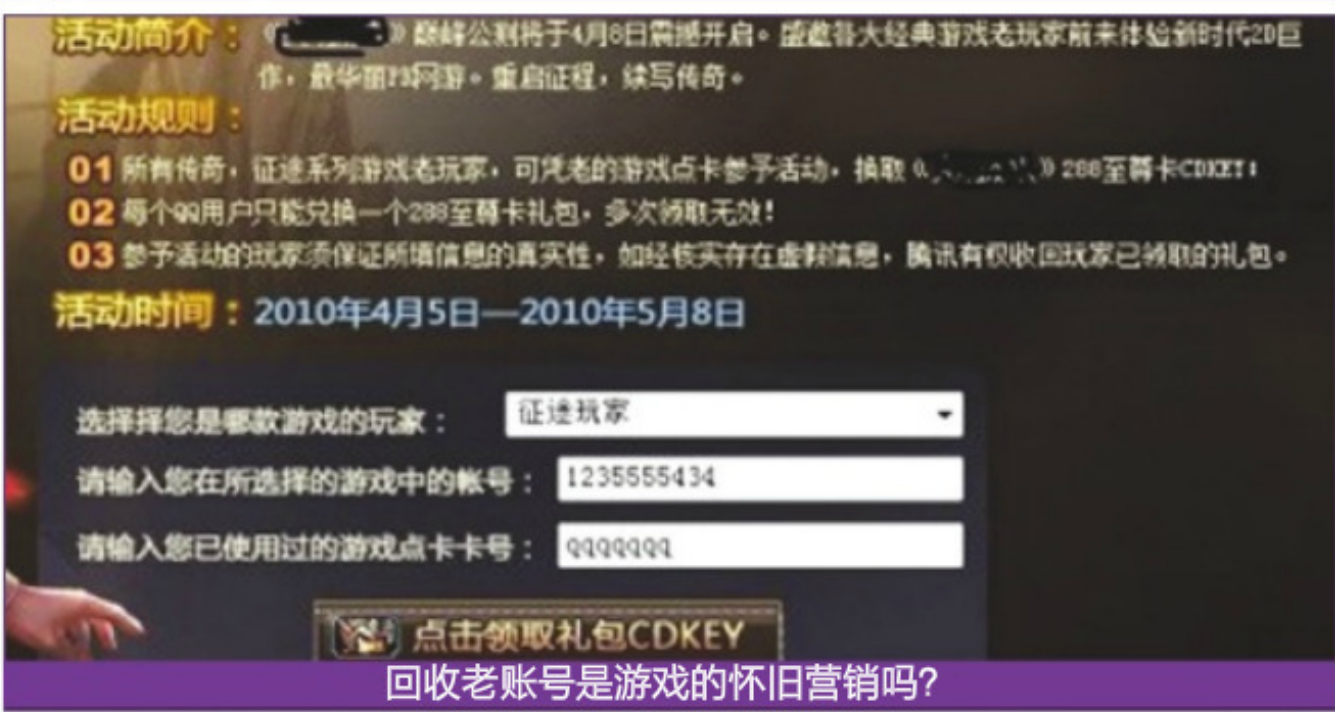 活动简介：《》巅峰公测将于4月8日震撼开启。盛邀各大经典游戏老玩家前来体验新时代2D巨
作，最华丽PK网游。重启征程，续写传奇。
活动规则：
01 所有传奇，征途系列游戏老玩家，可凭老的游戏点卡参予活动，换取《》288至尊卡CDKEY！
02 每个QQ用户只能兑换一个288至尊卡礼包，多次领取无效！
03 参予活动的玩家须保证所填信息的真实性，如经核实存在虚假信息，腾讯有权收回玩家已领取的礼包。
活动时间：2010年4月5日—2010年5月8日
选择择您是哪款游戏的玩家： 征途玩家
请输入您在所选择的游戏中的帐号： 1235555434
请输入您已使用过的游戏点卡卡号： qqqqqqq
点击领取礼包CDKEY
回收老账号是游戏的怀旧营销吗？